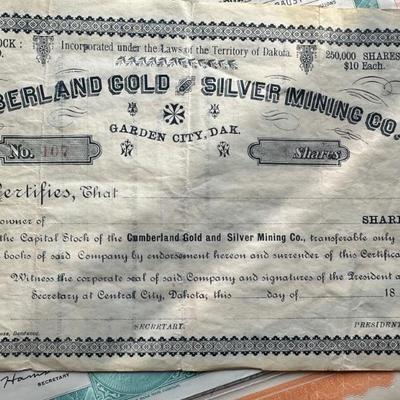 OCK: Incorporated under the Laws of the Territory of Dakota. 250,000 SHARES
$10 Each.
BERLAND GOLD AND SILVER MINING CO.
GARDEN CITY, DAK.
No. 107 Shares
Certifies, That
owner of SHARE
the Capital Stock of the Cumberland Gold and Silver Mining Co., transferable only
books of said Company by endorsement hereon and surrender of this Certifica
Witness the corporate seal of said Company and signatures of the President a
Secretary at Central City, Dakota, this day of 18
SECRETARY. PRESIDENT
Deadwood.
SECRETARY